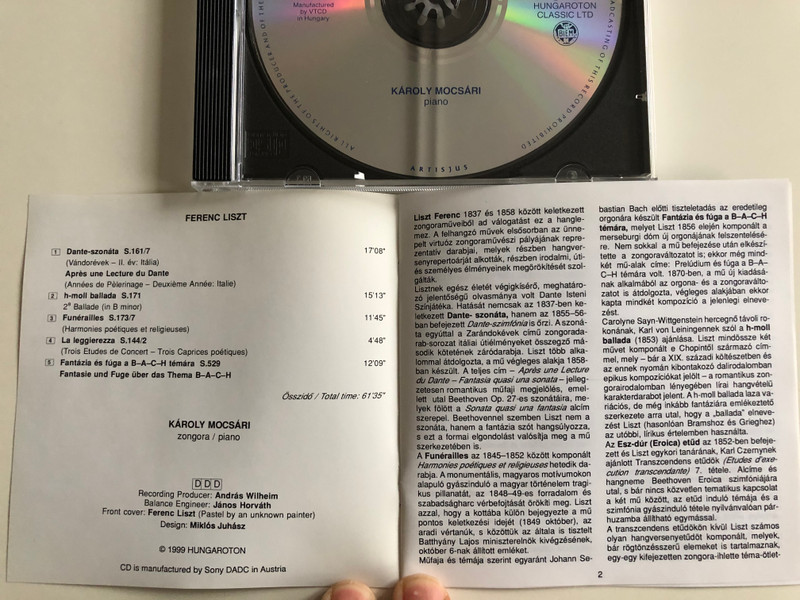 Manufactured
by VTCD
in Hungary
HUNGAROTON
CLASSIC LTD
BIEM
KÁROLY MOCSÁRI
piano
ALL RIGHTS OF THE PRODUCER AND OF THE
BROADCASTING OF THIS RECORD PROHIBITED
ARTISJUS
FERENC LISZT
1 Dante-szonáta S.161/7 17'08"
(Vándorévek – II. év: Itália)
Après une Lecture du Dante
(Années de Pèlerinage – Deuxième Année: Italie)
2 h-moll ballada S.171 15'13"
2e Ballade (in B minor)
3 Funérailles S.173/7 11'45"
(Harmonies poétiques et religieuses)
4 La leggierezza S.144/2 4'48"
(Trois Etudes de Concert – Trois Caprices poétiques)
5 Fantázia és fúga a B–A–C–H témára S.529 12'09"
Fantasie und Fuge über das Thema B–A–C–H
Összidő / Total time: 61'35"
KÁROLY MOCSÁRI
zongora / piano
DDD
Recording Producer: András Wilheim
Balance Engineer: János Horváth
Front cover: Ferenc Liszt (Pastel by an unknown painter)
Design: Miklós Juhász
© 1999 HUNGAROTON
CD is manufactured by Sony DADC in Austria
Liszt Ferenc 1837 és 1858 között keletkezett
zongoraműveiből ad válogatást ez a hangle-
mez. A felhangzó művek elsősorban az ünne-
pelt virtuóz zongoraművészi pályájának repre-
zentatív darabjai, melyek részben hangver-
senyrepertoárját alkották, részben irodalmi, úti-
és személyes élményeinek megörökítését szol-
gálták.
Lisztnek egész életét végigkísérő, meghatáro-
zó jelentőségű olvasmánya volt Dante Isteni
Színjátéka. Hatását nemcsak az 1837-ben ke-
letkezett Dante- szonáta, hanem az 1855–56-
ban befejezett Dante-szimfónia is őrzi. A szoná-
ta egyúttal a Zarándokévek című zongorada-
rab-sorozat itáliai útiélményeket összegző má-
sodik kötetének záródarabja. Liszt több alka-
lommal átdolgozta, a mű végleges alakja 1858-
ban készült. A teljes cím – Après une Lecture
du Dante – Fantasia quasi una sonata – jelleg-
zetesen romantikus műfaji megjelölés, emel-
lett utal Beethoven Op. 27-es szonátáira, me-
lyek fölött a Sonata quasi una fantasia alcím
szerepel. Beethovennel szemben Liszt nem a
szonáta, hanem a fantázia szót hangsúlyozza,
s ezt a formai elgondolást valósítja meg a mű
szerkezetében is.
A Funérailles az 1845–1852 között komponált
Harmonies poétiques et religieuses hetedik da-
rabja. A monumentális, magyaros motívumokon
alapuló gyászinduló a magyar történelem tragi-
kus pillanatát, az 1848–49-es forradalom és
szabadságharc vérbefojtását örökíti meg. Liszt
azzal, hogy a kottába külön bejegyezte a mű
pontos keletkezési idejét (1849 október), az
aradi vértanúk, s közöttük az általa is tisztelt
Batthyány Lajos miniszterelnök kivégzésének,
október 6-nak állított emléket.
Műfaja és témája szerint egyaránt Johann Se-
bastian Bach előtti tiszteletadás az eredetileg
orgonára készült Fantázia és fúga a B–A–C–H
témára, melyet Liszt 1856 elején komponált a
merseburgi dóm új orgonájának felszentelésé-
re. Nem sokkal a mű befejezése után elkészí-
tette a zongoraváltozatot is; ekkor még mind-
két mű-alak címe: Prelúdium és fúga a B–A–
C–H témára volt. 1870-ben, a mű új kiadásá-
nak alkalmából az orgona- és a zongoraválto-
zatot is átdolgozta, végleges alakjában ekkor
kapta mindkét kompozíció a jelenlegi elneve-
zést.
Carolyne Sayn-Wittgenstein hercegnő távoli ro-
konának, Karl von Leiningennek szól a h-moll
ballada (1853) ajánlása. Liszt mindössze két
művet komponált e Chopintől származó cím-
mel, mely – bár a XIX. századi költészetben és
az ennek nyomán kibontakozó dalirodalomban
epikus kompozíciókat jelölt – a romantikus zon-
gorairodalomban lényegében lírai hangvételű
karakterdarabot jelent. A h-moll ballada laza va-
riációs, de még inkább fantáziára emlékeztető
szerkezete arra utal, hogy a „ballada” elneve-
zést Liszt (hasonlóan Bramshoz és Grieghez)
az utóbbi, lírikus értelemben használta.
Az Esz-dúr (Eroica) etűd az 1852-ben befeje-
zett és Liszt egykori tanárának, Karl Czernynek
ajánlott Transzcendens etűdök (Etudes d'exe-
cution transcendante) 7. tétele. Alcíme és
hangneme Beethoven Eroica szimfóniájára
utal, s bár nincs közvetlen tematikus kapcsolat
a két mű között, az etűd induló témája és a
szimfónia gyászinduló tétele nyilvánvalóan pár-
huzamba állítható egymással.
A transzcendens etűdökön kívül Liszt számos
olyan hangversenyetűdöt komponált, melyek,
bár rögtönzésszerű elemeket is tartalmaznak,
egy-egy kifejezetten zongora-ihlette téma-ötlet-
2